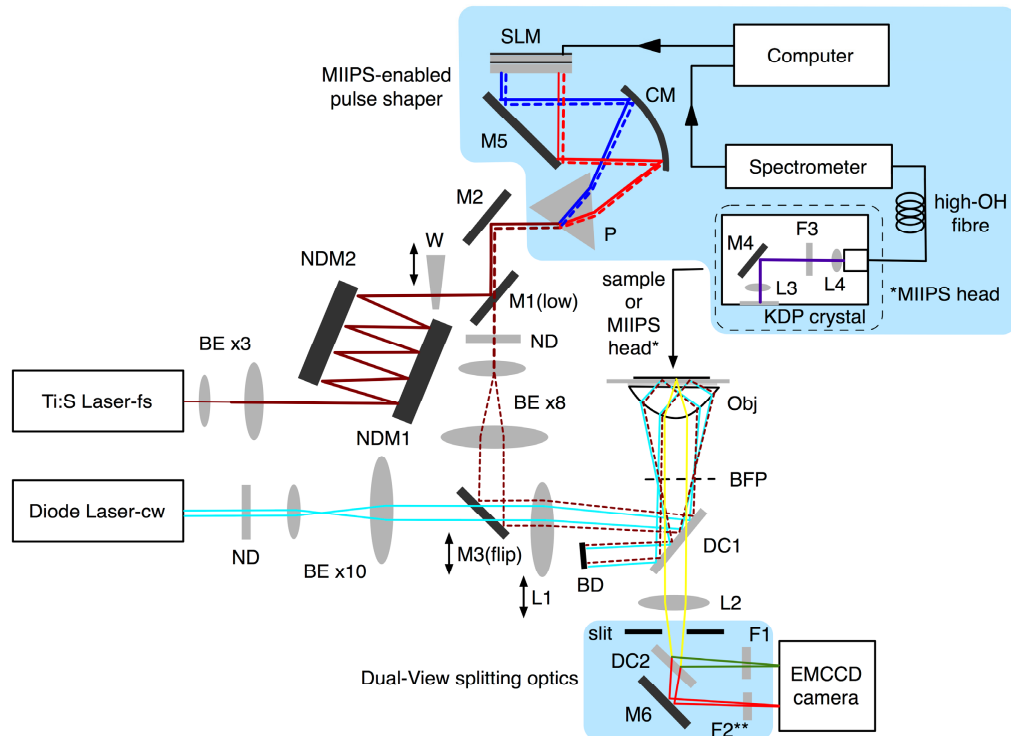 SLM
Computer
MIIPS-enabled
pulse shaper
CM
M5
Spectrometer
M2
P
high-OH
fibre
F3
M4
W
NDM2
L3
L4
*MIIPS head
KDP crystal
M1(low)
sample
or
MIIPS
head*
ND
BE x3
Ti:S Laser-fs
NDM1
BE x8
Obj
BFP
Diode Laser-cw
ND
BE x10
M3(flip)
L1
BD
DC1
L2
slit
F1
DC2
Dual-View splitting optics
M6
F2**
EMCCD
camera